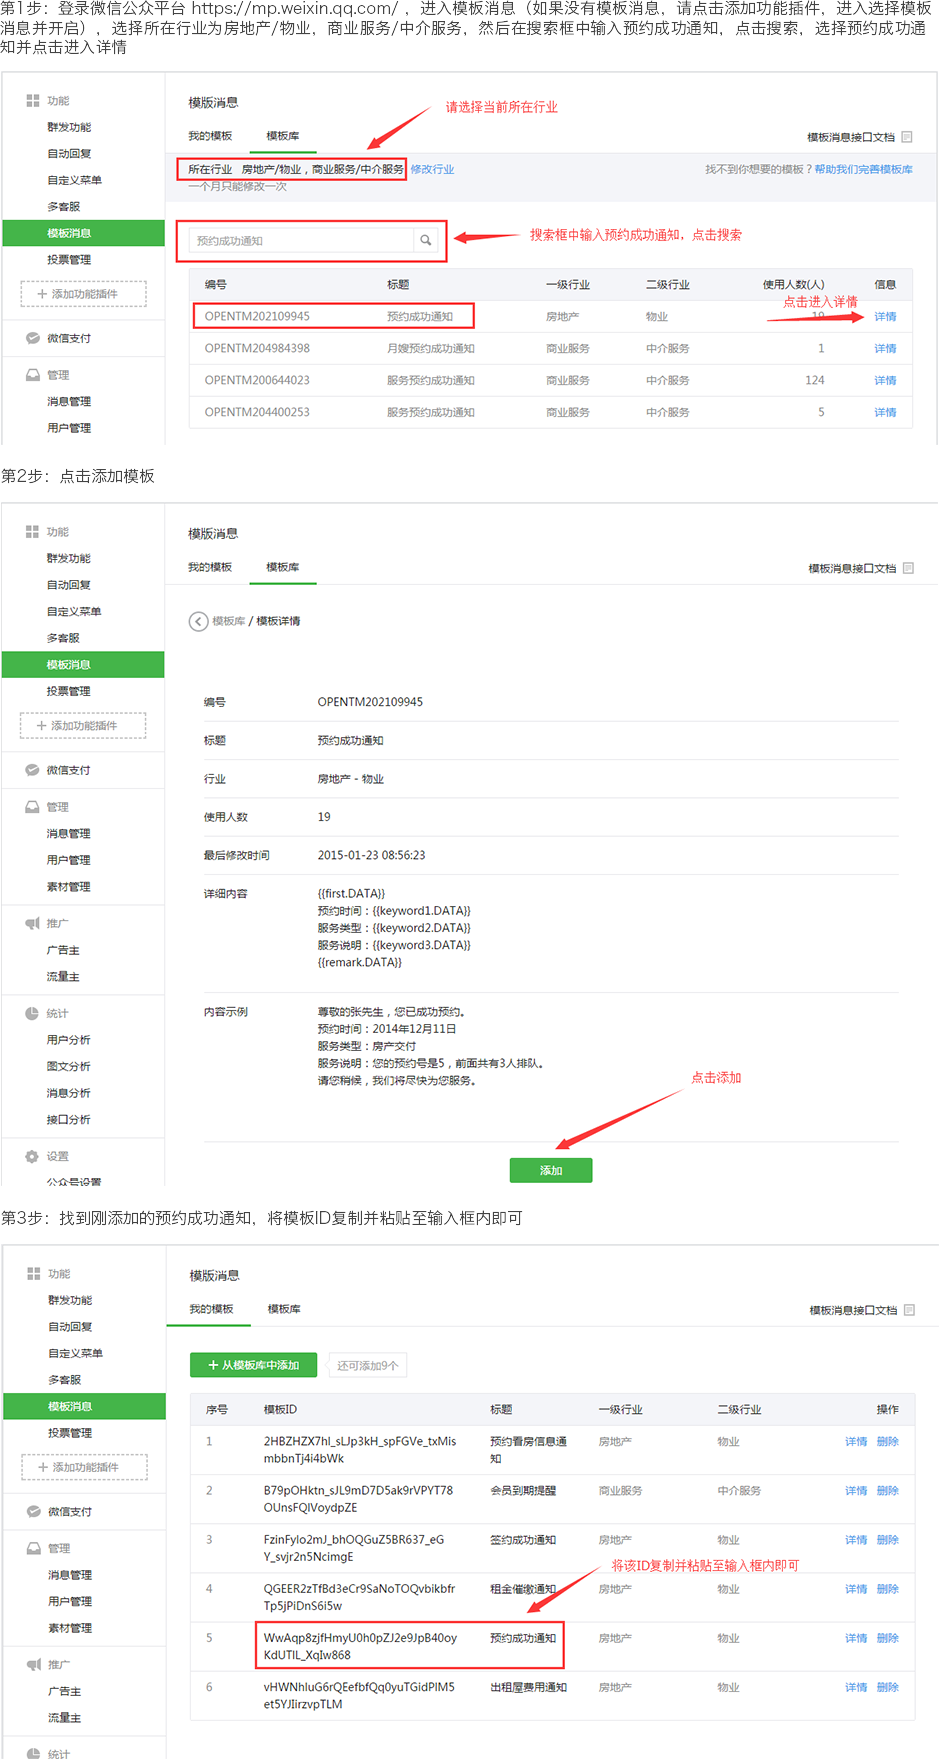 第1步：登录微信公众平台 https://mp.weixin.qq.com/ ，进入模板消息（如果没有模板消息，请点击添加功能插件，进入选择模板
消息并开启），选择所在行业为房地产/物业，商业服务/中介服务，然后在搜索框中输入预约成功通知，点击搜索，选择预约成功通
知并点击进入详情
功能
群发功能
自动回复
自定义菜单
多客服
模板消息
投票管理
+ 添加功能插件
微信支付
管理
消息管理
用户管理
模版消息
请选择当前所在行业
我的模板 模板库
模板消息接口文档
所在行业 房地产/物业，商业服务/中介服务 修改行业
找不到你想要的模板？帮助我们完善模板库
一个月只能修改一次
预约成功通知
搜索框中输入预约成功通知，点击搜索
编号 标题 一级行业 二级行业 使用人数(人) 信息
点击进入详情
OPENTM202109945 预约成功通知 房地产 物业 19 详情
OPENTM204984398 月嫂预约成功通知 商业服务 中介服务 1 详情
OPENTM200644023 服务预约成功通知 商业服务 中介服务 124 详情
OPENTM204400253 服务预约成功通知 商业服务 中介服务 5 详情
第2步：点击添加模板
功能
群发功能
自动回复
自定义菜单
多客服
模板消息
投票管理
+ 添加功能插件
微信支付
管理
消息管理
用户管理
素材管理
推广
广告主
流量主
统计
用户分析
图文分析
消息分析
接口分析
设置
公众号设置
模版消息
我的模板 模板库
模板消息接口文档
模板库 / 模板详情
编号 OPENTM202109945
标题 预约成功通知
行业 房地产 - 物业
使用人数 19
最后修改时间 2015-01-23 08:56:23
详细内容 {{first.DATA}}
预约时间：{{keyword1.DATA}}
服务类型：{{keyword2.DATA}}
服务说明：{{keyword3.DATA}}
{{remark.DATA}}
内容示例 尊敬的张先生，您已成功预约。
预约时间：2014年12月11日
服务类型：房产交付
服务说明：您的预约号是5，前面共有3人排队。
请您稍候，我们将尽快为您服务。
点击添加
添加
第3步：找到刚添加的预约成功通知，将模板ID复制并粘贴至输入框内即可
功能
群发功能
自动回复
自定义菜单
多客服
模板消息
投票管理
+ 添加功能插件
微信支付
管理
消息管理
用户管理
素材管理
推广
广告主
流量主
统计
模版消息
我的模板 模板库
模板消息接口文档
+ 从模板库中添加 还可添加9个
序号 模板ID 标题 一级行业 二级行业 操作
1 2HBZHZX7hl_sLJp3kH_spFGVe_txMis 预约看房信息通 房地产 物业 详情 删除
mbbnTj4i4bWk 知
2 B79pOHktn_sJL9mD7D5ak9rVPYT78 会员到期提醒 商业服务 中介服务 详情 删除
OUnsFQlVoydpZE
3 FzinFylo2mJ_bhOQGuZ5BR637_eG 签约成功通知 房地产 物业 详情 删除
Y_svjr2n5NcimgE
将该ID复制并粘贴至输入框内即可
4 QGEER2zTfBd3eCr9SaNoTOQvbikbfr 租金催缴通知 房地产 物业 详情 删除
Tp5jPiDnS6i5w
5 WwAqp8zjfHmyU0h0pZJ2e9JpB40oy 预约成功通知 房地产 物业 详情 删除
KdUTIL_XqIw868
6 vHWNhluG6rQEefbfQq0yuTGidPlM5 出租屋费用通知 房地产 物业 详情 删除
et5YJIirzvpTLM